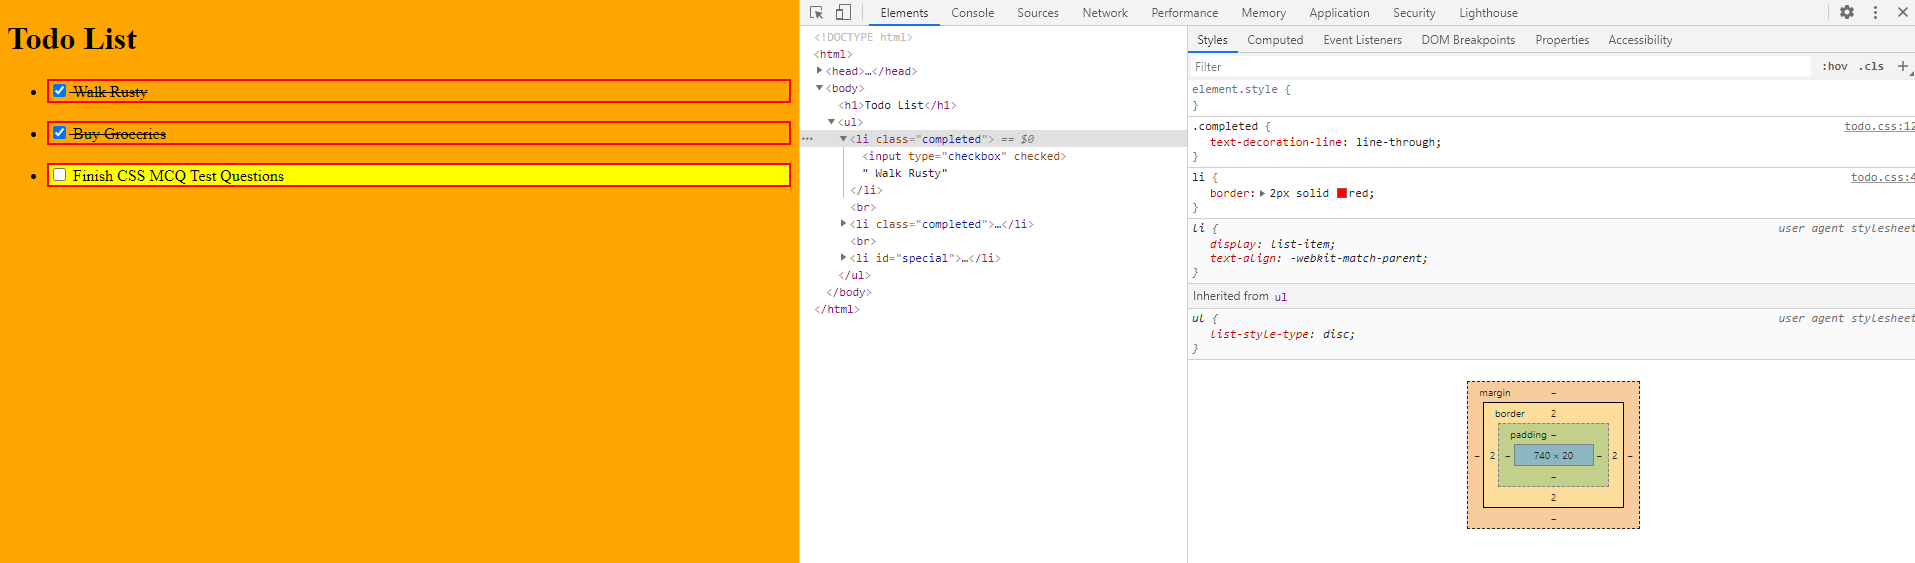 Todo List
Walk Rusty
Buy Groceries
Finish CSS MCQ Test Questions
Elements Console Sources Network Performance Memory Application Security Lighthouse
<!DOCTYPE html>
<html>
<head>…</head>
<body>
<h1>Todo List</h1>
<ul>
<li class="completed"> == $0
<input type="checkbox" checked>
" Walk Rusty"
</li>
<br>
<li class="completed">…</li>
<br>
<li id="special">…</li>
</ul>
</body>
</html>
Styles Computed Event Listeners DOM Breakpoints Properties Accessibility
Filter :hov .cls +
element.style {
}
.completed { todo.css:12
text-decoration-line: line-through;
}
li { todo.css:4
border: 2px solid red;
}
li { user agent stylesheet
display: list-item;
text-align: -webkit-match-parent;
}
Inherited from ul
ul { user agent stylesheet
list-style-type: disc;
}
margin –
border 2
padding –
– 2 – 740 × 20 – 2 –
–
2
–